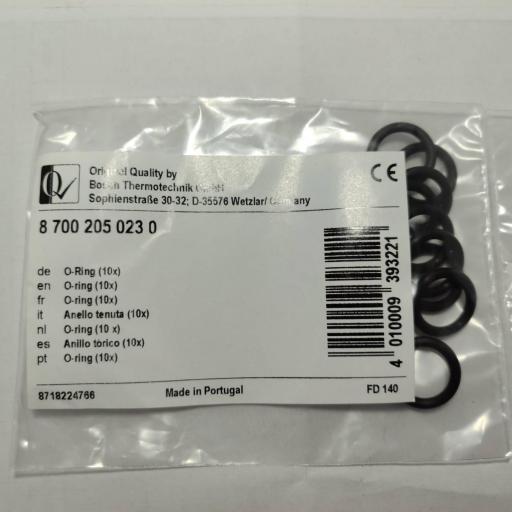 Original Quality by
Bosch Thermotechnik GmbH
Sophienstraße 30-32; D-35576 Wetzlar/ Germany
CE
8 700 205 023 0
de O-Ring (10x)
en O-ring (10x)
fr O-ring (10x)
it Anello tenuta (10x)
nl O-ring (10 x)
es Anillo tórico (10x)
pt O-ring (10x)
4 010009 393221
8718224766 Made in Portugal FD 140